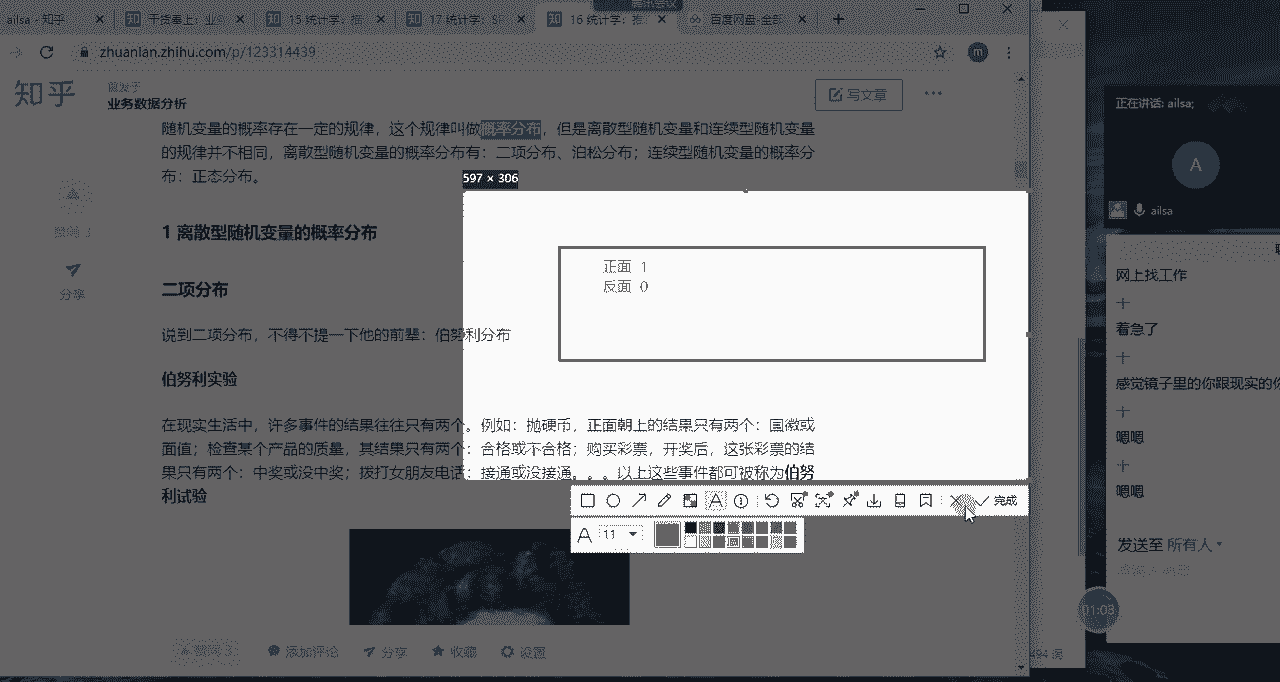 ailsa - 知乎
干货奉上：业务
15 统计学：概
17 统计学：
16 统计学：推
百度网盘-全部
腾讯会议
zhuanlan.zhihu.com/p/123314439
m
知乎
首发于
业务数据分析
写文章
随机变量的概率存在一定的规律，这个规律叫做概率分布，但是离散型随机变量和连续型随机变量
的规律并不相同，离散型随机变量的概率分布有：二项分布、泊松分布；连续型随机变量的概率分
布：正态分布。
597 × 306
赞同 3
分享
1 离散型随机变量的概率分布
正面 1
反面 0
二项分布
说到二项分布，不得不提一下他的前辈：伯努利分布
伯努利实验
在现实生活中，许多事件的结果往往只有两个。例如：抛硬币，正面朝上的结果只有两个：国徽或
面值；检查某个产品的质量，其结果只有两个：合格或不合格；购买彩票，开奖后，这张彩票的结
果只有两个：中奖或没中奖；拨打女朋友电话：接通或没接通。。。以上这些事件都可被称为伯努
利试验
完成
A 11
赞同 3
添加评论
分享
收藏
设置
正在讲话: ailsa;
A
ailsa
网上找工作
着急了
感觉镜子里的你跟现实的你
嗯嗯
嗯嗯
发送至 所有人
01:03
494 词